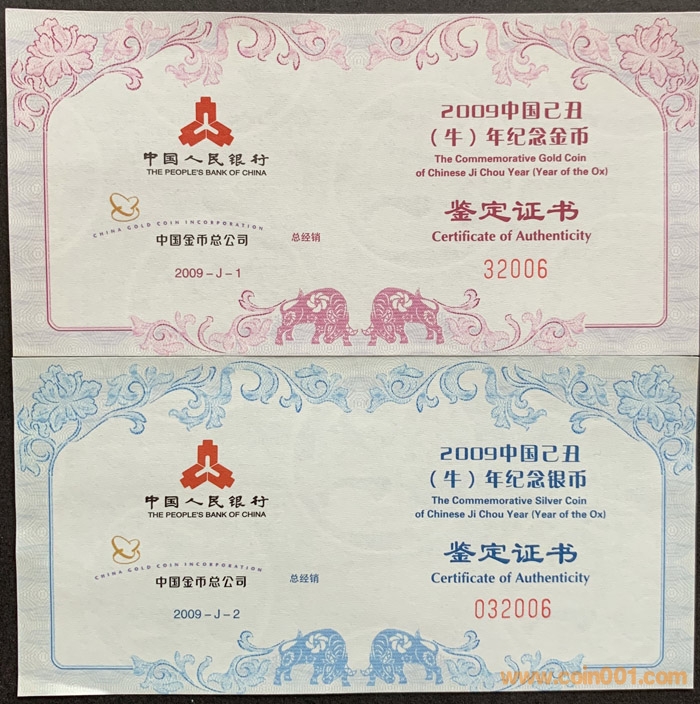 中国人民银行
THE PEOPLE'S BANK OF CHINA
CHINA GOLD COIN INCORPORATION
中国金币总公司
总经销
2009-J-1
2009中国己丑
（牛）年纪念金币
The Commemorative Gold Coin
of Chinese Ji Chou Year (Year of the Ox)
鉴定证书
Certificate of Authenticity
32006
中国人民银行
THE PEOPLE'S BANK OF CHINA
CHINA GOLD COIN INCORPORATION
中国金币总公司
总经销
2009-J-2
2009中国己丑
（牛）年纪念银币
The Commemorative Silver Coin
of Chinese Ji Chou Year (Year of the Ox)
鉴定证书
Certificate of Authenticity
032006
www.coin001.com